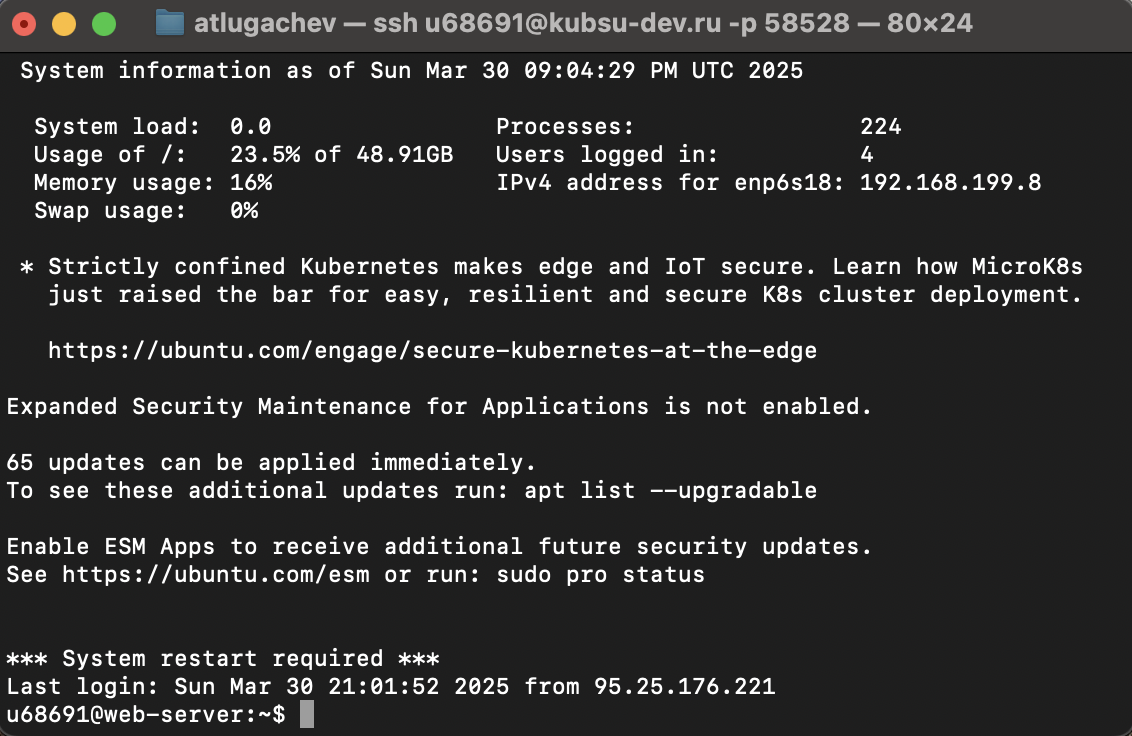 atlugachev — ssh u68691@kubsu-dev.ru -p 58528 — 80×24
System information as of Sun Mar 30 09:04:29 PM UTC 2025
System load: 0.0 Processes: 224
Usage of /: 23.5% of 48.91GB Users logged in: 4
Memory usage: 16% IPv4 address for enp6s18: 192.168.199.8
Swap usage: 0%
* Strictly confined Kubernetes makes edge and IoT secure. Learn how MicroK8s
just raised the bar for easy, resilient and secure K8s cluster deployment.
https://ubuntu.com/engage/secure-kubernetes-at-the-edge
Expanded Security Maintenance for Applications is not enabled.
65 updates can be applied immediately.
To see these additional updates run: apt list --upgradable
Enable ESM Apps to receive additional future security updates.
See https://ubuntu.com/esm or run: sudo pro status
*** System restart required ***
Last login: Sun Mar 30 21:01:52 2025 from 95.25.176.221
u68691@web-server:~$